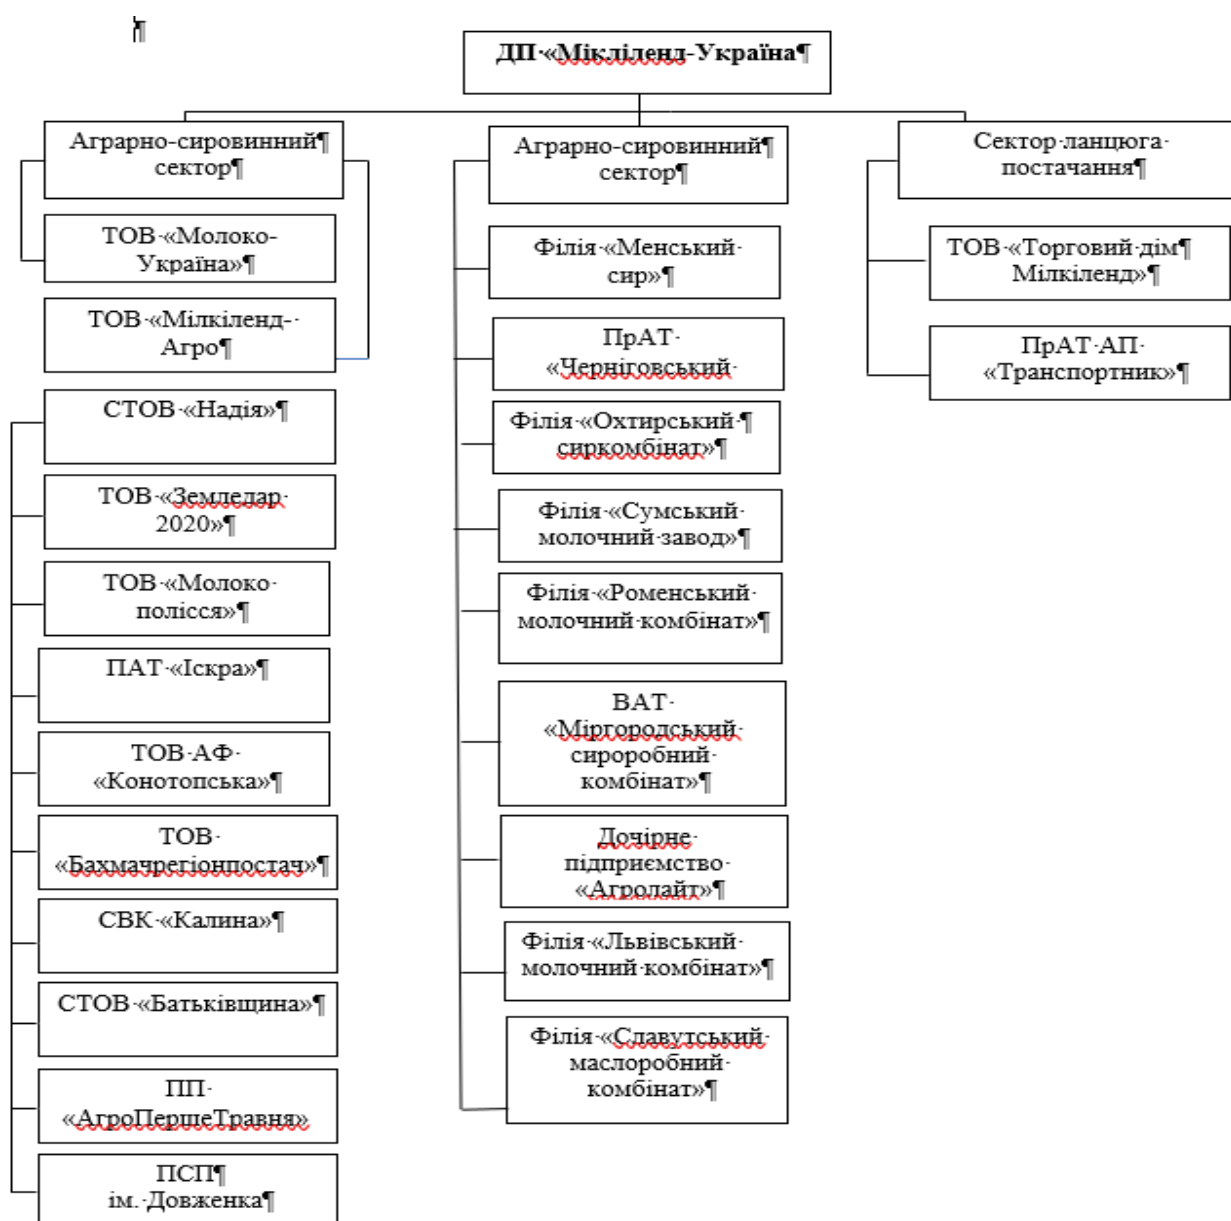 ДП «Мікліленд-Україна
Аграрно-сировинний
сектор
ТОВ «Молоко-
Україна»
ТОВ «Мілкіленд-
Агро
СТОВ «Надія»
ТОВ «Земледар
2020»
ТОВ «Молоко-
полісся»
ПАТ «Іскра»
ТОВ АФ
«Конотопська»
ТОВ
«Бахмачрегіонпостач»
СВК «Калина»
СТОВ «Батьківщина»
ПП
«АгроПершеТравня»
ПСП
ім. Довженка
Аграрно-сировинний
сектор
Філія «Менський
сир»
ПрАТ
«Черніговський
Філія «Охтирський
сиркомбінат»
Філія «Сумський
молочний завод»
Філія «Роменський
молочний комбінат»
ВАТ
«Міргородський
сироробний
комбінат»
Дочірнє
підприємство
«Агролайт»
Філія «Львівський
молочний комбінат»
Філія «Славутський
маслоробний
комбінат»
Сектор ланцюга
постачання
ТОВ «Торговий дім
Мілкіленд»
ПрАТ АП
«Транспортник»